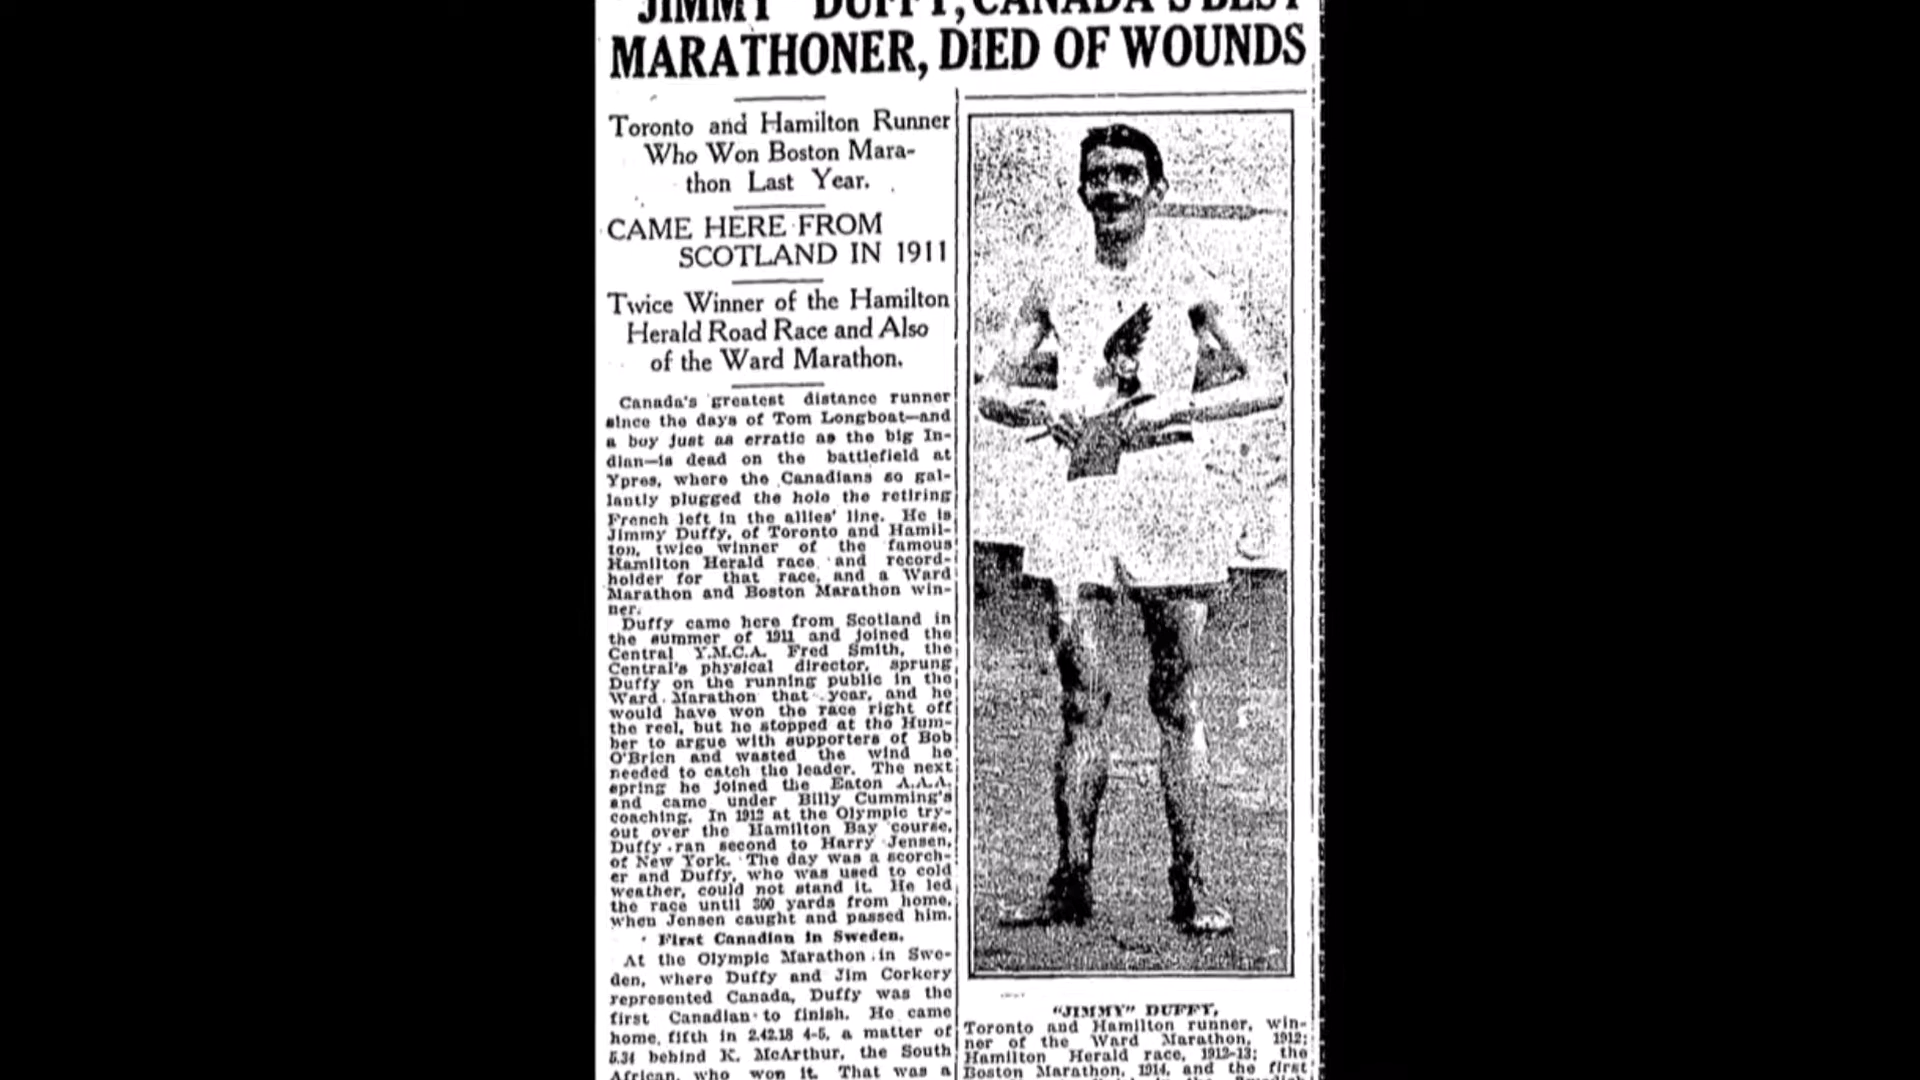 "JIMMY" DUFFY, CANADA'S BEST
MARATHONER, DIED OF WOUNDS
Toronto and Hamilton Runner
Who Won Boston Mara-
thon Last Year.
CAME HERE FROM
SCOTLAND IN 1911
Twice Winner of the Hamilton
Herald Road Race and Also
of the Ward Marathon.
Canada's greatest distance runner
since the days of Tom Longboat—and
a boy just as erratic as the big In-
dian—is dead on the battlefield at
Ypres, where the Canadians so gal-
lantly plugged the hole the retiring
French left in the allies' line. He is
Jimmy Duffy, of Toronto and Hamil-
ton, twice winner of the famous
Hamilton Herald race and record-
holder for that race, and a Ward
Marathon and Boston Marathon win-
ner.
Duffy came here from Scotland in
the summer of 1911 and joined the
Central Y.M.C.A. Fred Smith, the
Central's physical director, sprung
Duffy on the running public in the
Ward Marathon that year, and he
would have won the race right off
the reel, but he stopped at the Hum-
ber to argue with supporters of Bob
O'Brien and wasted the wind he
needed to catch the leader. The next
spring he joined the Eaton A.A.A.
and came under Billy Cumming's
coaching. In 1912 at the Olympic try-
out over the Hamilton Bay course,
Duffy ran second to Harry Jensen,
of New York. The day was a scorch-
er and Duffy, who was used to cold
weather, could not stand it. He led
the race until 300 yards from home,
when Jensen caught and passed him.
First Canadian in Sweden.
At the Olympic Marathon in Swe-
den, where Duffy and Jim Corkery
represented Canada, Duffy was the
first Canadian to finish. He came
home, fifth in 2.42.18 4-5, a matter of
5.34 behind K. McArthur, the South
African, who won it. That was a
"JIMMY" DUFFY,
Toronto and Hamilton runner, win-
ner of the Ward Marathon, 1912;
Hamilton Herald race, 1912-13; the
Boston Marathon, 1914, and the first